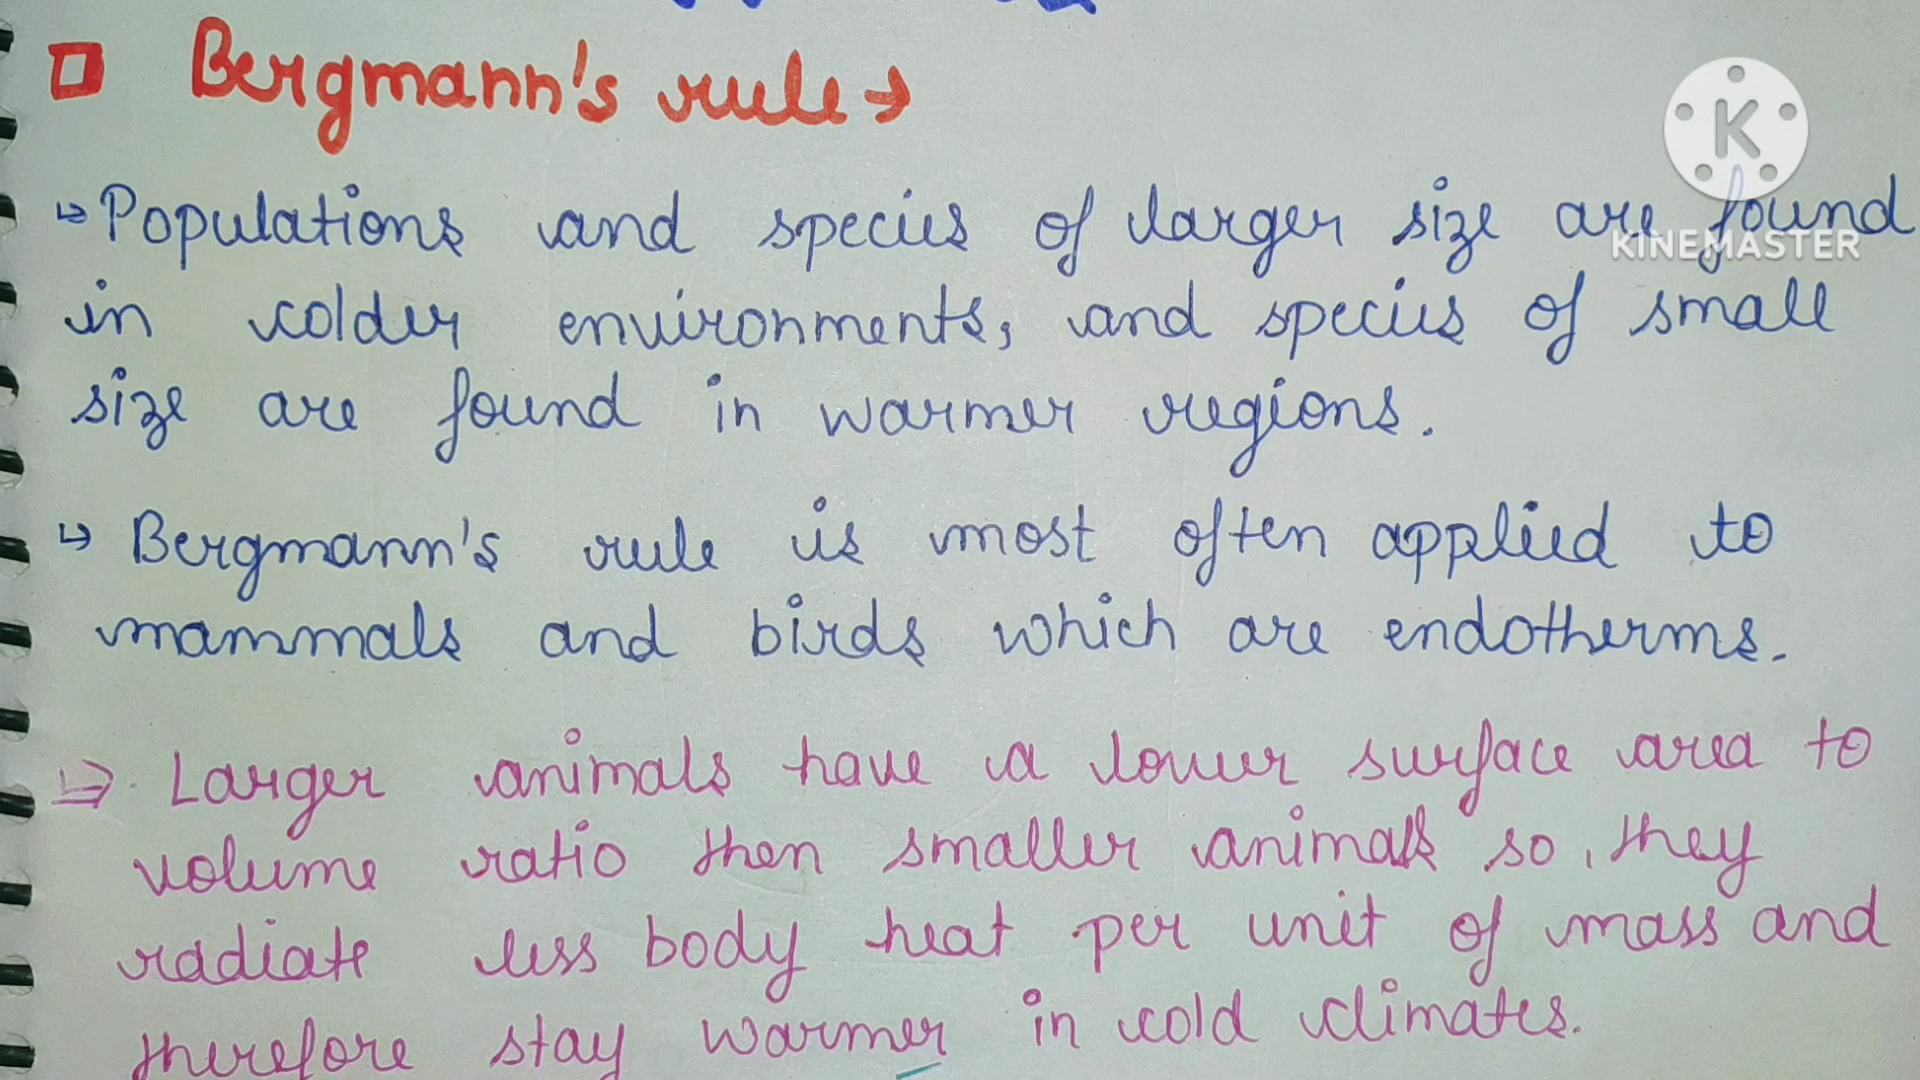 Bergmann's rule →
↳ Populations and species of larger size are found
in colder environments, and species of small
size are found in warmer regions.
↳ Bergmann's rule is most often applied to
mammals and birds which are endotherms.
⇒ Larger animals have a lower surface area to
volume ratio then smaller animals so, they
radiate less body heat per unit of mass and
therefore stay warmer in cold climates.
K
KINEMASTER